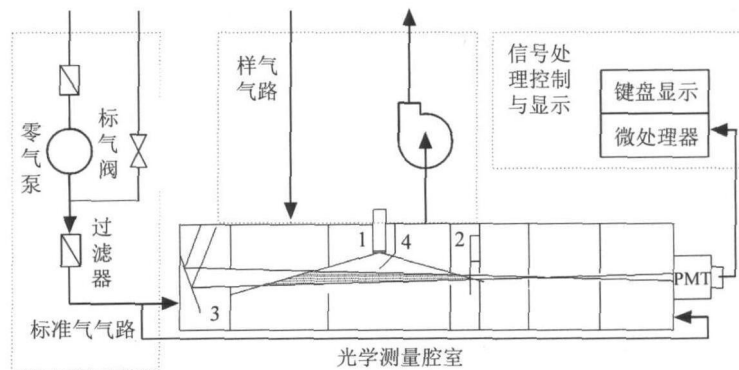 信号处
理控制
与显示
键盘显示
微处理器
样气
气路
标气阀
零气泵
过滤器
1
4
2
3
PMT
标准气气路
光学测量腔室